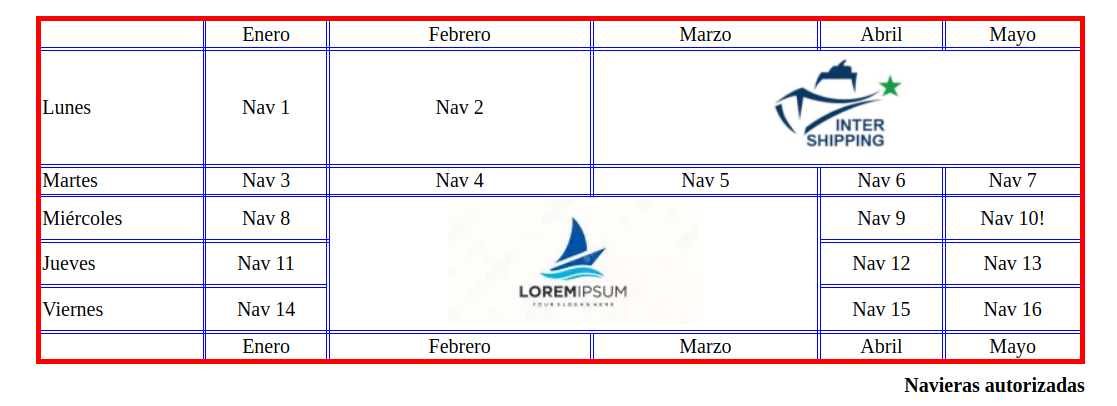 Enero Febrero Marzo Abril Mayo
Lunes Nav 1 Nav 2 INTER SHIPPING
Martes Nav 3 Nav 4 Nav 5 Nav 6 Nav 7
Miércoles Nav 8 Nav 9 Nav 10!
Jueves Nav 11 Nav 12 Nav 13
LOREMIPSUM
YOUR SLOGAN HERE
Viernes Nav 14 Nav 15 Nav 16
Enero Febrero Marzo Abril Mayo
Navieras autorizadas